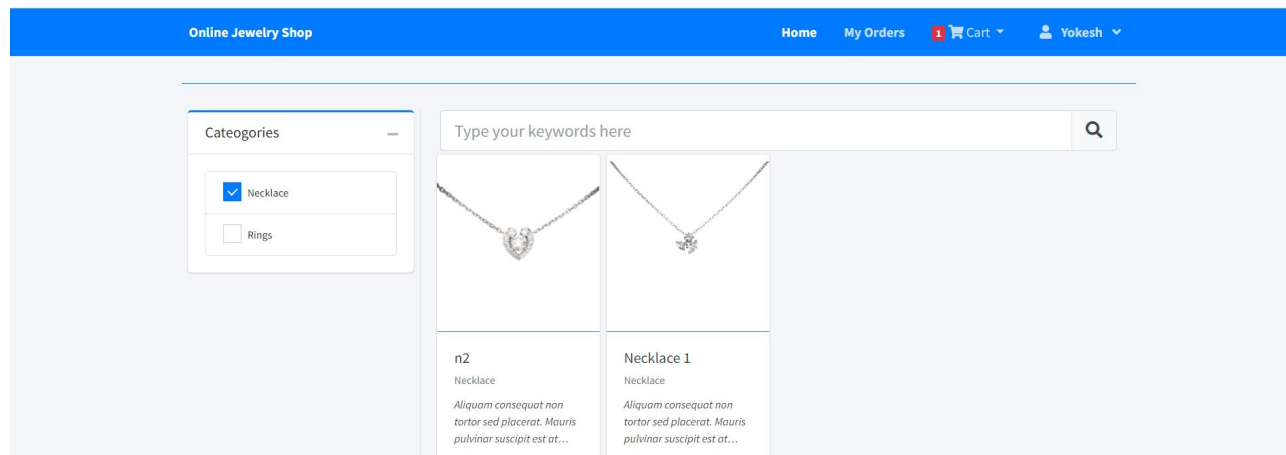 Online Jewelry Shop Home My Orders 1 Cart Yokesh
Cateogories
Type your keywords here
Necklace
Rings
n2
Necklace
Aliquam consequat non
tortor sed placerat. Mauris
pulvinar suscipit est at…
Necklace 1
Necklace
Aliquam consequat non
tortor sed placerat. Mauris
pulvinar suscipit est at…